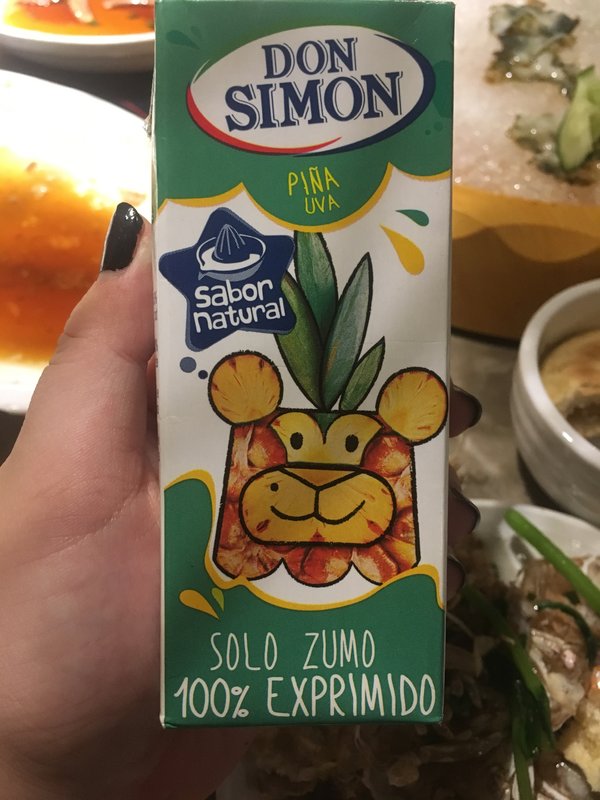 DON
SIMON
PIÑA
UVA
sabor
natural
SOLO ZUMO
100% EXPRIMIDO